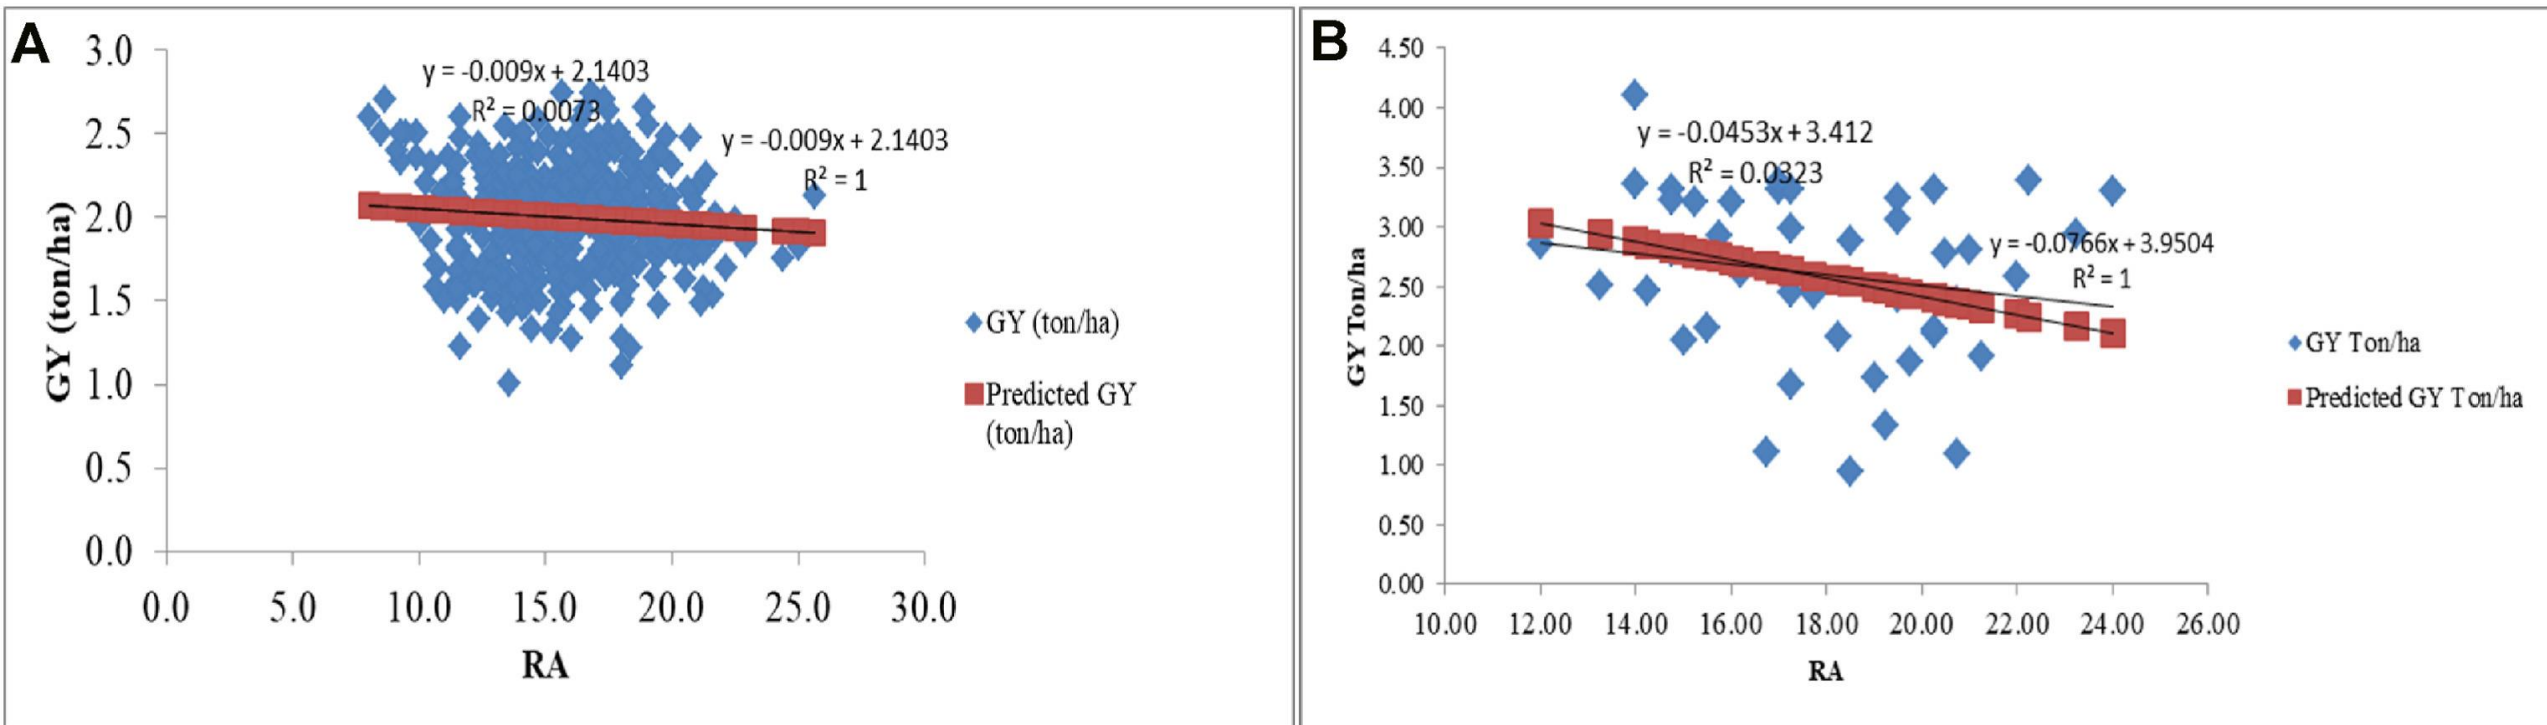 A
y = -0.009x + 2.1403
R² = 0.0073
y = -0.009x + 2.1403
R² = 1
GY (ton/ha)
3.0
2.5
2.0
1.5
1.0
0.5
0.0
0.0 5.0 10.0 15.0 20.0 25.0 30.0
RA
GY (ton/ha)
Predicted GY
(ton/ha)
B
y = -0.0453x + 3.412
R² = 0.0323
y = -0.0766x + 3.9504
R² = 1
GY Ton/ha
4.50
4.00
3.50
3.00
2.50
2.00
1.50
1.00
0.50
0.00
10.00 12.00 14.00 16.00 18.00 20.00 22.00 24.00 26.00
RA
GY Ton/ha
Predicted GY Ton/ha